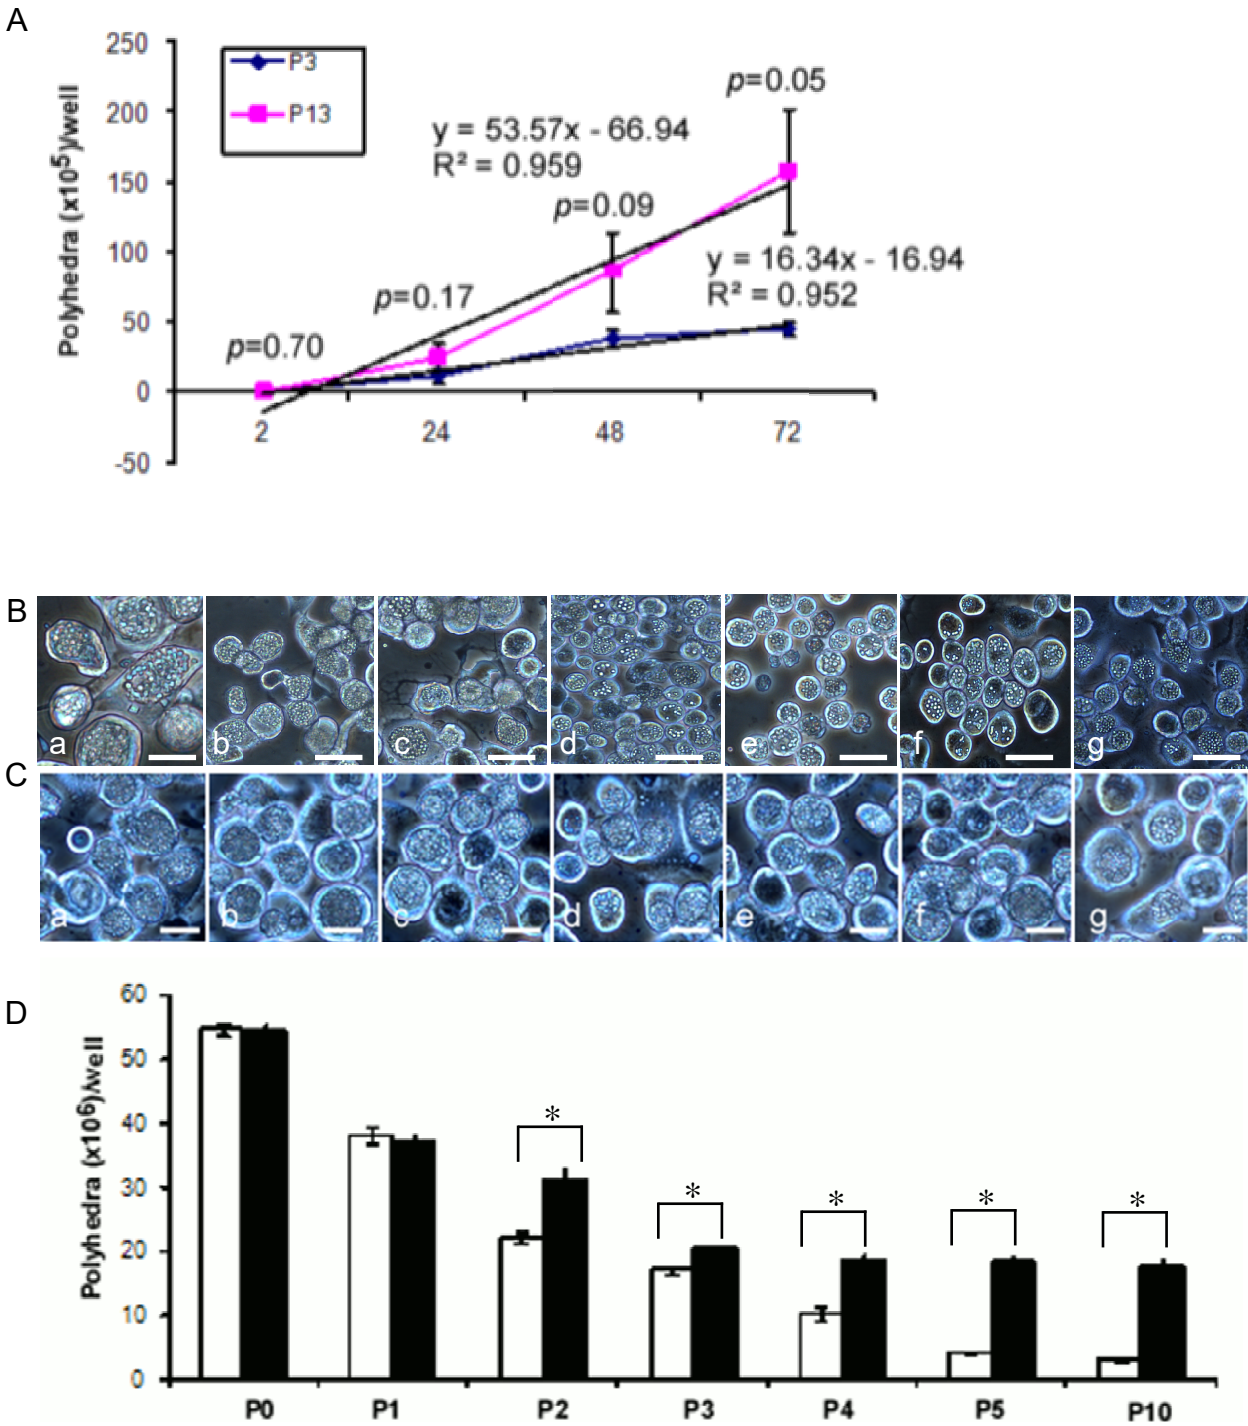 A
250
200
150
100
50
0
-50
Polyhedra (x10⁵)/well
P3
P13
y = 53.57x - 66.94
R² = 0.959
p=0.05
p=0.09
p=0.17
p=0.70
y = 16.34x - 16.94
R² = 0.952
2 24 48 72
B
a b c d e f g
C
a b c d e f g
D
60
50
40
30
20
10
0
Polyhedra (x10⁶)/well
* * * * *
P0 P1 P2 P3 P4 P5 P10